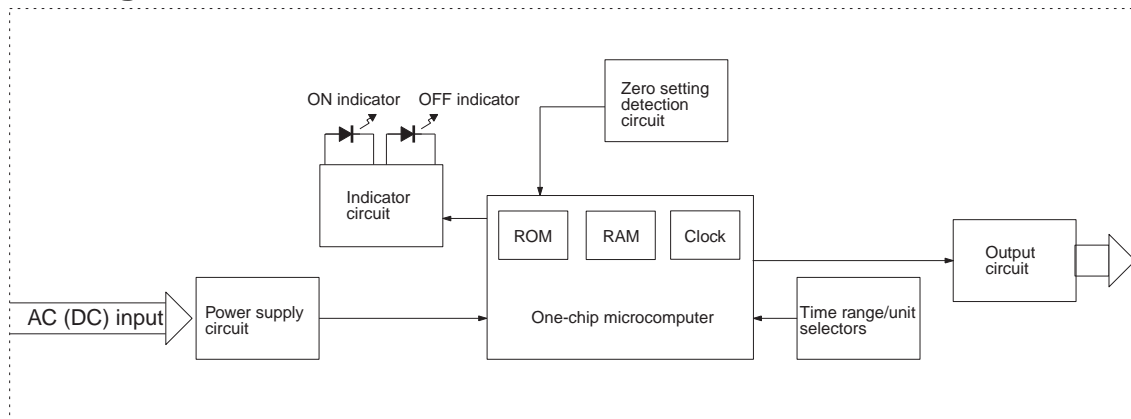 Zero setting
detection
circuit
ON indicator
OFF indicator
Indicator
circuit
ROM
RAM
Clock
Output
circuit
AC (DC) input
Power supply
circuit
One-chip microcomputer
Time range/unit
selectors